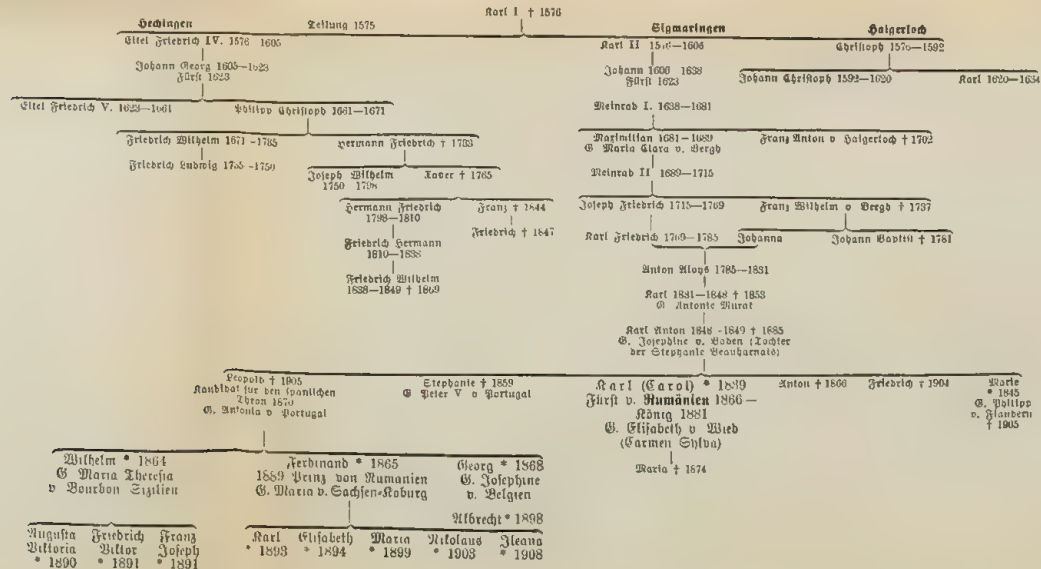 Karl I † 1576
Hechingen Teilung 1575 Sigmaringen Haigerloch
Eitel Friedrich IV. 1576 1605 Karl II 1576—1606 Christoph 1576—1592
Johann Georg 1605—1623 Johann 1606 1638 Johann Christoph 1592—1620 Karl 1620—1634
Fürst 1623 Fürst 1623
Eitel Friedrich V. 1623—1661 Philipp Christoph 1661—1671 Meinrad I. 1638—1681
Friedrich Wilhelm 1671 -1735 Hermann Friedrich † 1733 Maximilian 1681—1689 Franz Anton v Haigerloch † 1702
G Maria Clara v. Bergh
Friedrich Ludwig 1735 -1750 Joseph Wilhelm Xaver † 1765 Meinrad II 1689—1715
1750 1798
Hermann Friedrich Franz † 1844 Joseph Friedrich 1715—1769 Franz Wilhelm v Bergh † 1737
1798—1810
Friedrich † 1847 Karl Friedrich 1769—1785 Johanna Johann Baptist † 1781
Friedrich Hermann
1810—1838 Anton Aloys 1785—1831
Friedrich Wilhelm Karl 1831—1848 † 1853
1838—1849 † 1869 G Antonie Murat
Karl Anton 1848 -1849 † 1885
G. Josephine v. Baden (Tochter
der Stephanie Beauharnais)
Leopold † 1905 Stephanie † 1859 Karl (Carol) * 1839 Anton † 1866 Friedrich † 1904 Marie
Kandidat für den spanischen G Peter V v Portugal Fürst v. Rumänien 1866 — * 1845
Thron 1870 König 1881 G. Philipp
G. Antonia v Portugal G. Elisabeth v Wied v. Flandern
(Carmen Sylva) † 1905
Maria † 1874
Wilhelm * 1864 Ferdinand * 1865 Georg * 1868
G Maria Theresia 1889 Prinz von Rumänien G. Josephine
v Bourbon Sizilien G. Maria v. Sachsen-Koburg v. Belgien
Albrecht * 1898
Augusta Friedrich Franz Karl Elisabeth Maria Nikolaus Ileana
Viktoria Viktor Joseph * 1893 * 1894 * 1899 * 1903 * 1908
* 1890 * 1891 * 1891